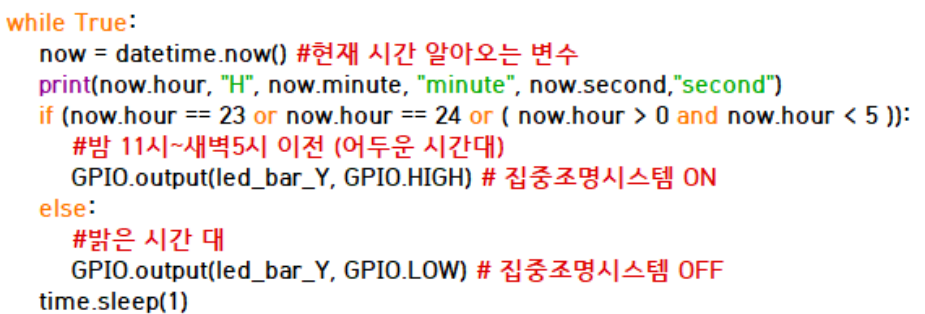 while True:
now = datetime.now() #현재 시간 알아오는 변수
print(now.hour, "H", now.minute, "minute", now.second,"second")
if (now.hour == 23 or now.hour == 24 or ( now.hour > 0 and now.hour < 5 )):
#밤 11시~새벽5시 이전 (어두운 시간대)
GPIO.output(led_bar_Y, GPIO.HIGH) # 집중조명시스템 ON
else:
#밝은 시간 대
GPIO.output(led_bar_Y, GPIO.LOW) # 집중조명시스템 OFF
time.sleep(1)